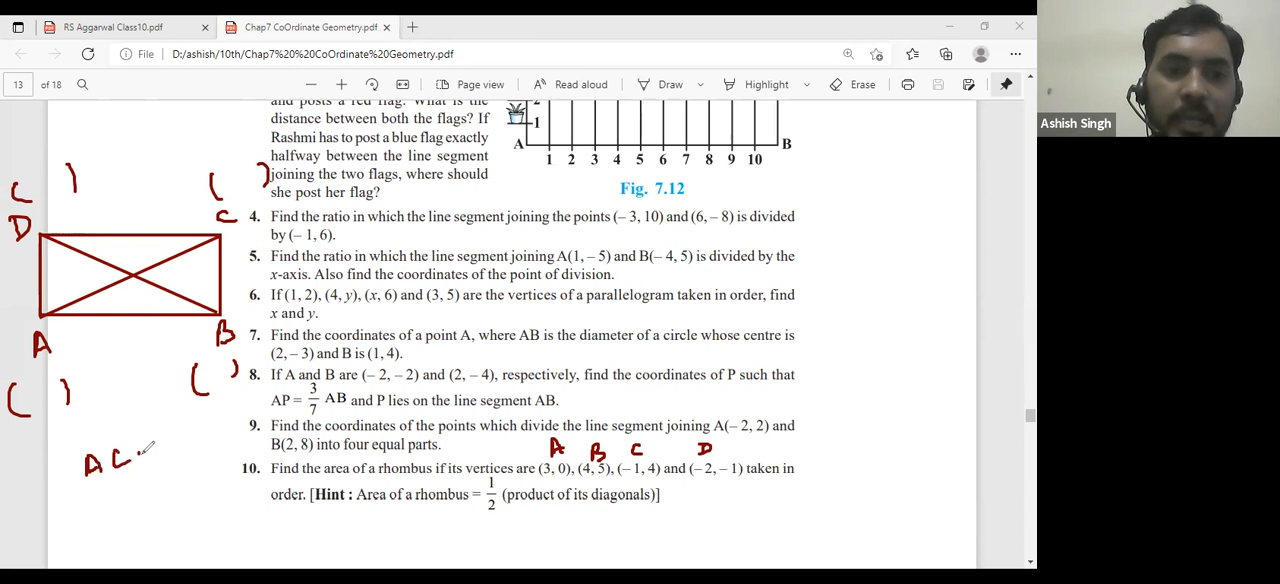 RS Aggarwal Class10.pdf
Chap7 CoOrdinate Geometry.pdf
File D:/ashish/10th/Chap7%20%20CoOrdinate%20Geometry.pdf
13 of 18 Page view Read aloud Draw Highlight Erase
Ashish Singh
and posts a red flag. What is the
distance between both the flags? If
Rashmi has to post a blue flag exactly
halfway between the line segment
joining the two flags, where should
she post her flag?
2
1
A B
1 2 3 4 5 6 7 8 9 10
Fig. 7.12
4. Find the ratio in which the line segment joining the points (– 3, 10) and (6, – 8) is divided
by (– 1, 6).
5. Find the ratio in which the line segment joining A(1, – 5) and B(– 4, 5) is divided by the
x-axis. Also find the coordinates of the point of division.
6. If (1, 2), (4, y), (x, 6) and (3, 5) are the vertices of a parallelogram taken in order, find
x and y.
7. Find the coordinates of a point A, where AB is the diameter of a circle whose centre is
(2, – 3) and B is (1, 4).
8. If A and B are (– 2, – 2) and (2, – 4), respectively, find the coordinates of P such that
AP = 3/7 AB and P lies on the line segment AB.
9. Find the coordinates of the points which divide the line segment joining A(– 2, 2) and
B(2, 8) into four equal parts.
A B C D
10. Find the area of a rhombus if its vertices are (3, 0), (4, 5), (– 1, 4) and (– 2, – 1) taken in
order. [Hint : Area of a rhombus = 1/2 (product of its diagonals)]
( ) ( )
D C
A B
( ) ( )
AC